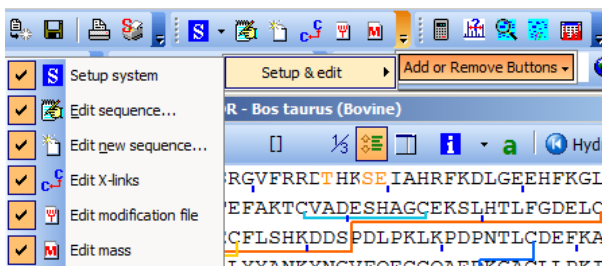 S
S Setup system
Setup & edit
Add or Remove Buttons
Edit sequence...
R - Bos taurus (Bovine)
Edit new sequence...
[]
⅓
i
a
Hyd
Edit X-links
RGVFRRDTHKSEIAHRFKDLGEEHFKGL
Edit modification file
EFAKTCVADESHAGCEKSLHTLFGDELC
M Edit mass
CFLSHKDDSPDLPKLKPDPNTLCDEFKA